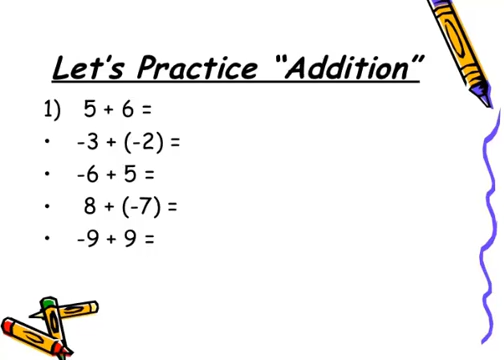 Let's Practice "Addition"
1) 5 + 6 =
• -3 + (-2) =
• -6 + 5 =
• 8 + (-7) =
• -9 + 9 =